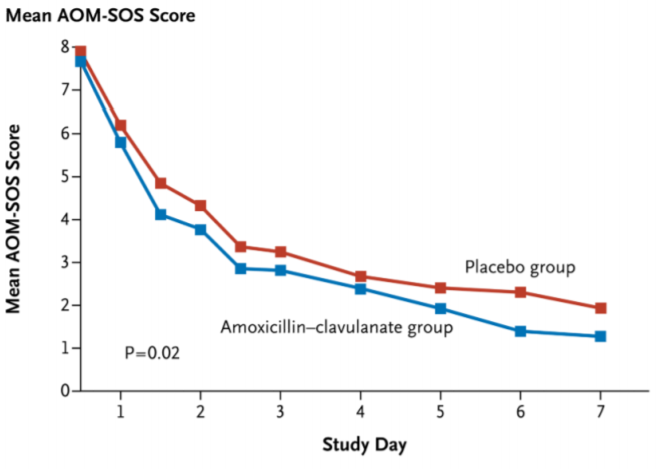 Mean AOM-SOS Score
Mean AOM-SOS Score
8
7
6
5
4
3
2
1
0
Placebo group
Amoxicillin–clavulanate group
P=0.02
1 2 3 4 5 6 7
Study Day